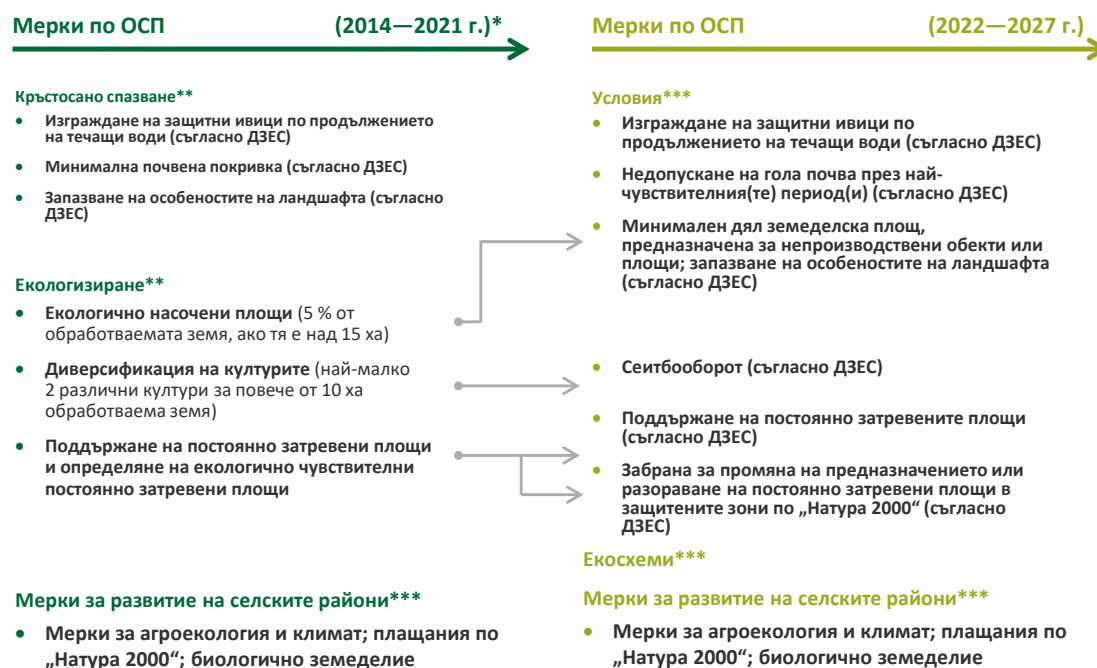 Мерки по ОСП (2014—2021 г.)*
Кръстосано спазване**
• Изграждане на защитни ивици по продължението
на течащи води (съгласно ДЗЕС)
• Минимална почвена покривка (съгласно ДЗЕС)
• Запазване на особеностите на ландшафта (съгласно
ДЗЕС)
Екологизиране**
• Екологично насочени площи (5 % от
обработваемата земя, ако тя е над 15 ха)
• Диверсификация на културите (най-малко
2 различни култури за повече от 10 ха
обработваема земя)
• Поддържане на постоянно затревени площи
и определяне на екологично чувствителни
постоянно затревени площи
Мерки за развитие на селските райони***
• Мерки за агроекология и климат; плащания по
„Натура 2000“; биологично земеделие
Мерки по ОСП (2022—2027 г.)
Условия***
• Изграждане на защитни ивици по
продължението на течащи води (съгласно ДЗЕС)
• Недопускане на гола почва през най-
чувствителния(те) период(и) (съгласно ДЗЕС)
• Минимален дял земеделска площ,
предназначена за непроизводствени обекти или
площи; запазване на особеностите на ландшафта
(съгласно ДЗЕС)
• Сеитбооборот (съгласно ДЗЕС)
• Поддържане на постоянно затревените площи
(съгласно ДЗЕС)
• Забрана за промяна на предназначението или
разораване на постоянно затревени площи в
защитените зони по „Натура 2000“ (съгласно
ДЗЕС)
Екосхеми***
Мерки за развитие на селските райони***
• Мерки за агроекология и климат; плащания по
„Натура 2000“; биологично земеделие